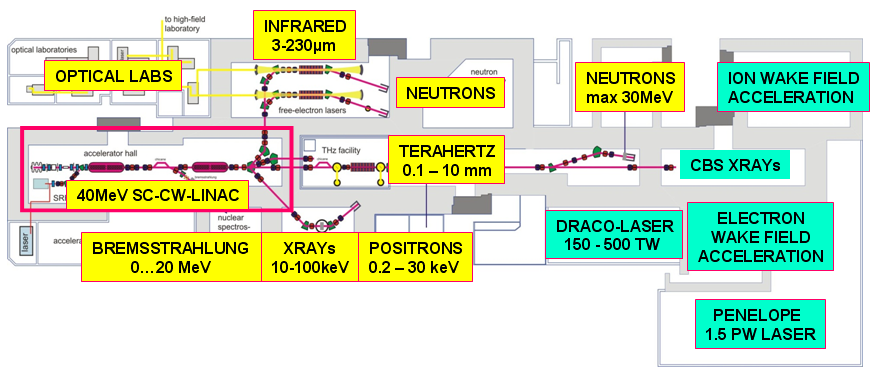 to high-field
laboratory
optical laboratories
laser
OPTICAL LABS
INFRARED
3-230µm
free-electron lasers
neutron
NEUTRONS
NEUTRONS
max 30MeV
ION WAKE FIELD
ACCELERATION
accelerator hall
THz facility
TERAHERTZ
0.1 – 10 mm
CBS XRAYs
SR
40MeV SC-CW-LINAC
laser
accele
nuclear
spectros-
BREMSSTRAHLUNG
0…20 MeV
XRAYs
10-100keV
POSITRONS
0.2 – 30 keV
DRACO-LASER
150 - 500 TW
ELECTRON
WAKE FIELD
ACCELERATION
PENELOPE
1.5 PW LASER